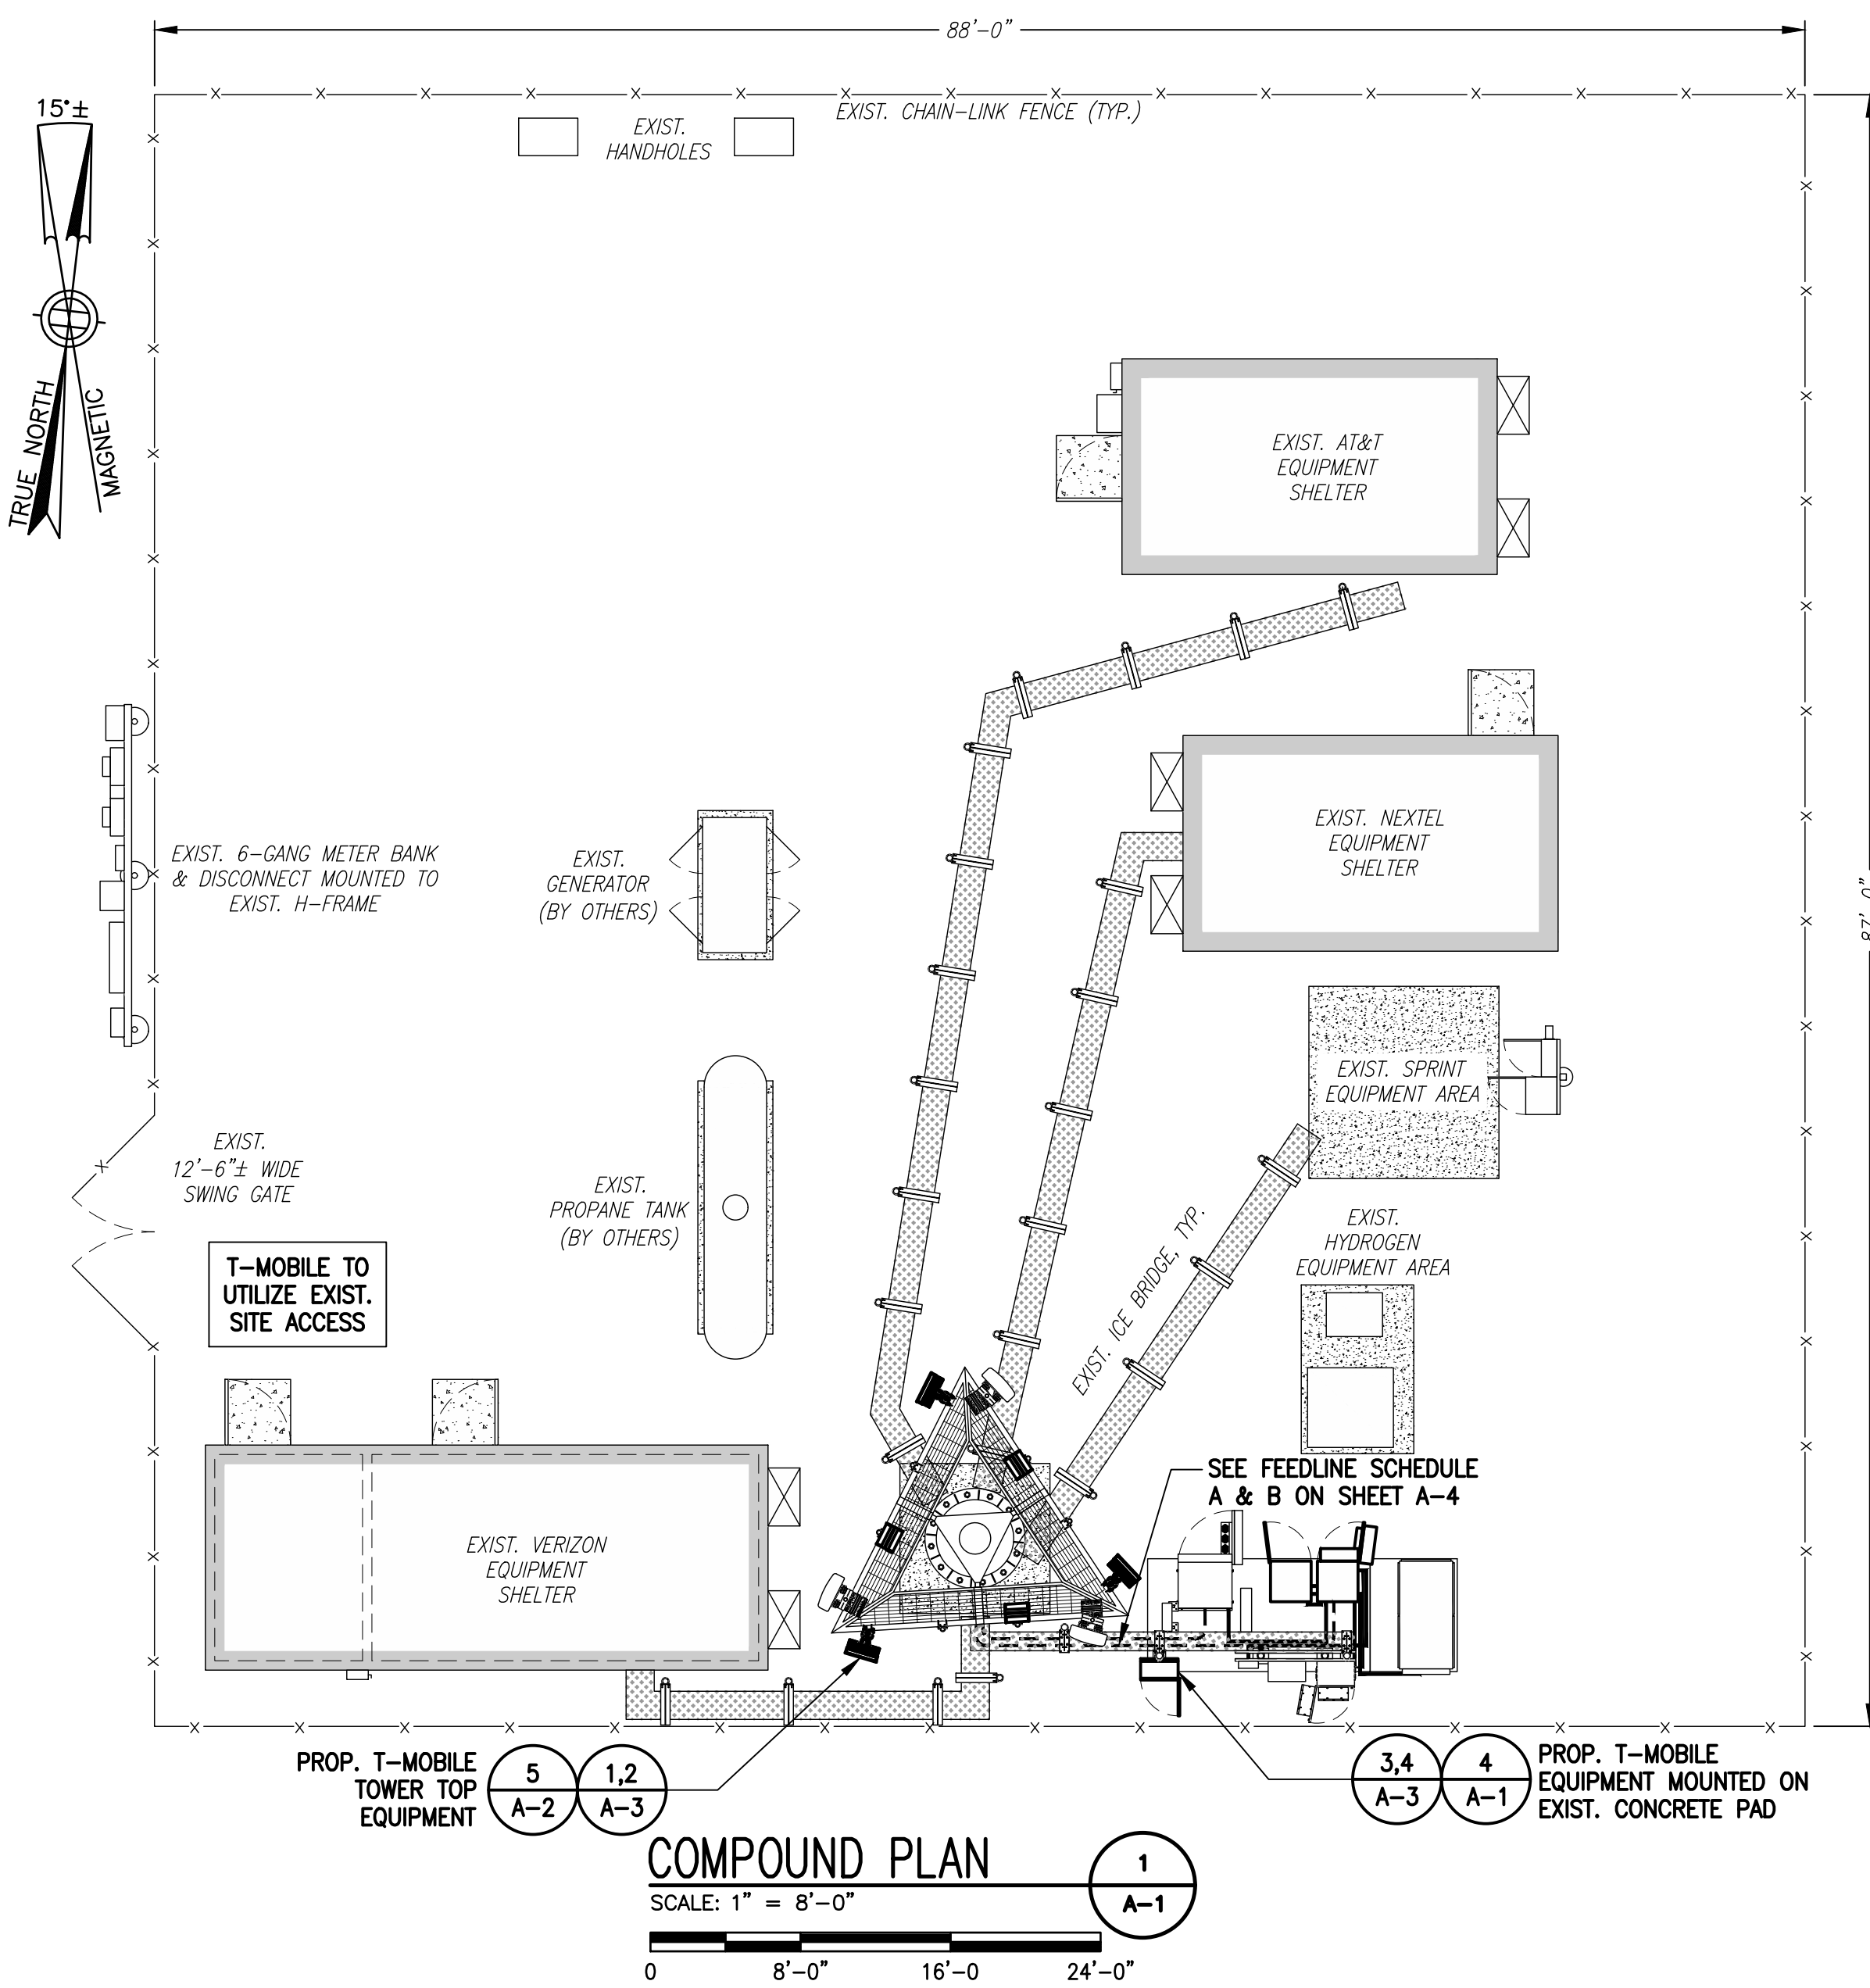 88'-0"
EXIST. CHAIN-LINK FENCE (TYP.)
15°±
EXIST.
HANDHOLES
TRUE NORTH
MAGNETIC
EXIST. AT&T
EQUIPMENT
SHELTER
EXIST. NEXTEL
EQUIPMENT
SHELTER
87'-0"
EXIST. 6-GANG METER BANK
& DISCONNECT MOUNTED TO
EXIST. H-FRAME
EXIST.
GENERATOR
(BY OTHERS)
EXIST. SPRINT
EQUIPMENT AREA
EXIST.
12'-6"± WIDE
SWING GATE
EXIST.
PROPANE TANK
(BY OTHERS)
EXIST. ICE BRIDGE, TYP.
EXIST.
HYDROGEN
EQUIPMENT AREA
T-MOBILE TO
UTILIZE EXIST.
SITE ACCESS
SEE FEEDLINE SCHEDULE
A & B ON SHEET A-4
EXIST. VERIZON
EQUIPMENT
SHELTER
PROP. T-MOBILE
TOWER TOP
EQUIPMENT
5
A-2
1,2
A-3
3,4
A-3
4
A-1
PROP. T-MOBILE
EQUIPMENT MOUNTED ON
EXIST. CONCRETE PAD
COMPOUND PLAN
SCALE: 1" = 8'-0"
1
A-1
0 8'-0" 16'-0 24'-0"